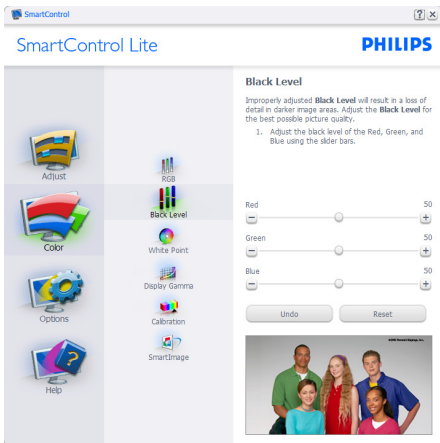 SmartControl
SmartControl Lite
PHILIPS
Adjust
Color
Options
Help
RGB
Black Level
White Point
Display Gamma
Calibration
SmartImage
Black Level
Improperly adjusted Black Level will result in a loss of
detail in darker image areas. Adjust the Black Level for
the best possible picture quality.
1. Adjust the black level of the Red, Green, and
Blue using the slider bars.
Red 50
Green 50
Blue 50
Undo Reset